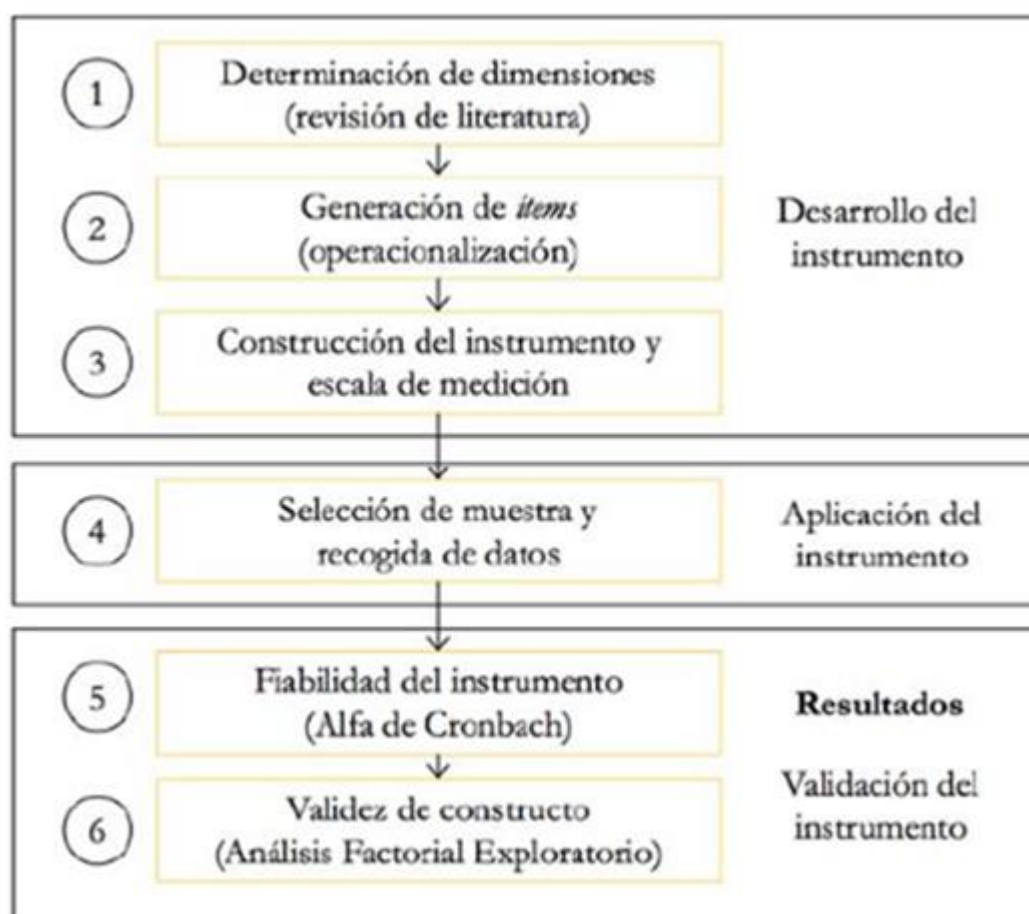 1
Determinación de dimensiones
(revisión de literatura)
2
Generación de ítems
(operacionalización)
3
Construcción del instrumento y
escala de medición
Desarrollo del
instrumento
4
Selección de muestra y
recogida de datos
Aplicación del
instrumento
5
Fiabilidad del instrumento
(Alfa de Cronbach)
Resultados
6
Validez de constructo
(Análisis Factorial Exploratorio)
Validación del
instrumento